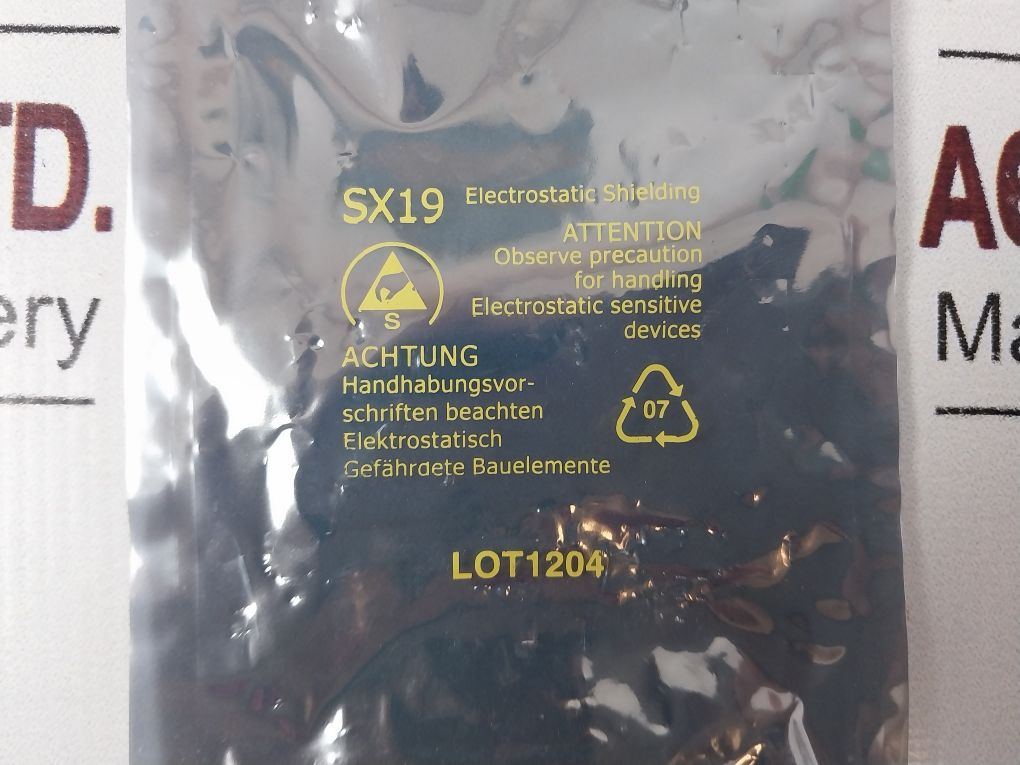 SX19 Electrostatic Shielding
ATTENTION
Observe precaution
for handling
Electrostatic sensitive
devices
S
ACHTUNG
Handhabungsvor-
schriften beachten
Elektrostatisch
Gefährdete Bauelemente
07
LOT1204
TD.
ery
Ma